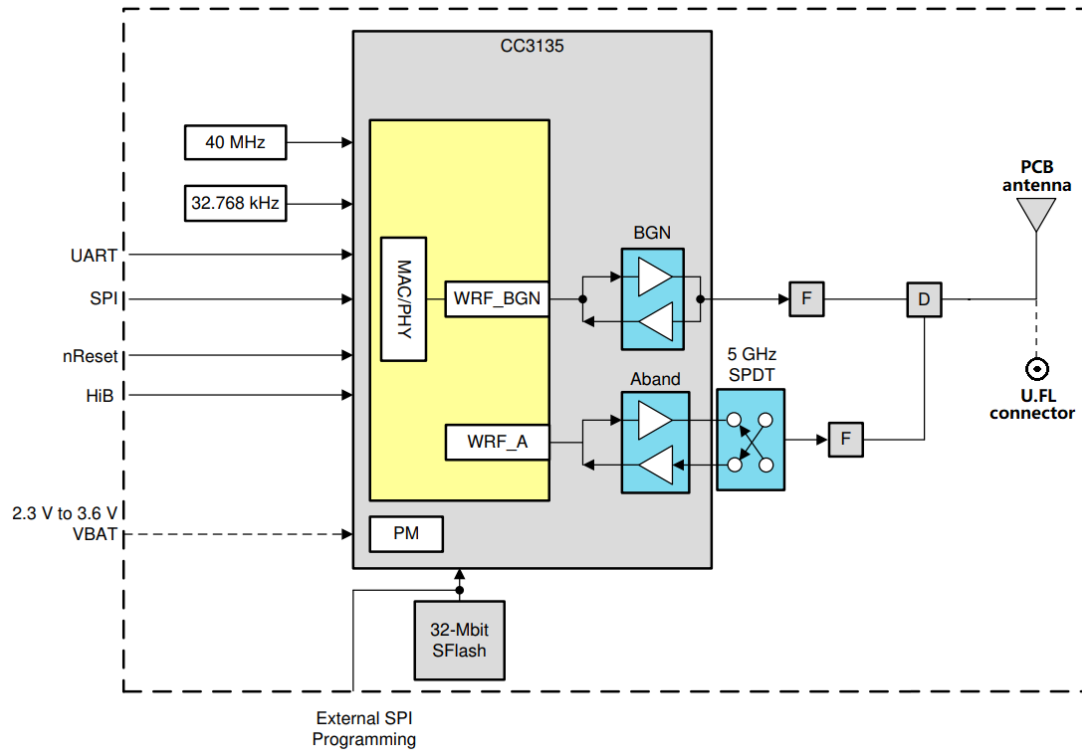 CC3135
40 MHz
32.768 kHz
UART
SPI
nReset
HiB
MAC/PHY
WRF_BGN
BGN
F
D
PCB
antenna
U.FL
connector
Aband
5 GHz
SPDT
WRF_A
F
2.3 V to 3.6 V
VBAT
PM
32-Mbit
SFlash
External SPI
Programming